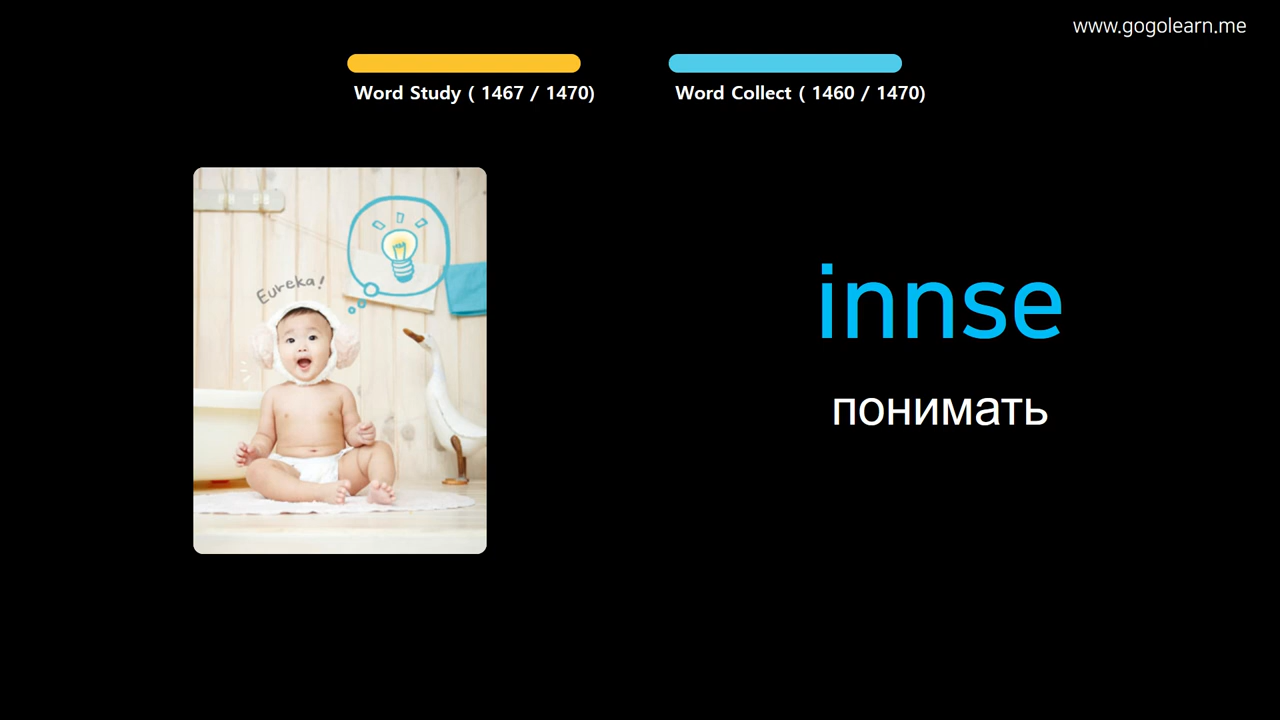 www.gogolearn.me
Word Study ( 1467 / 1470)
Word Collect ( 1460 / 1470)
Eureka!
innse
понимать